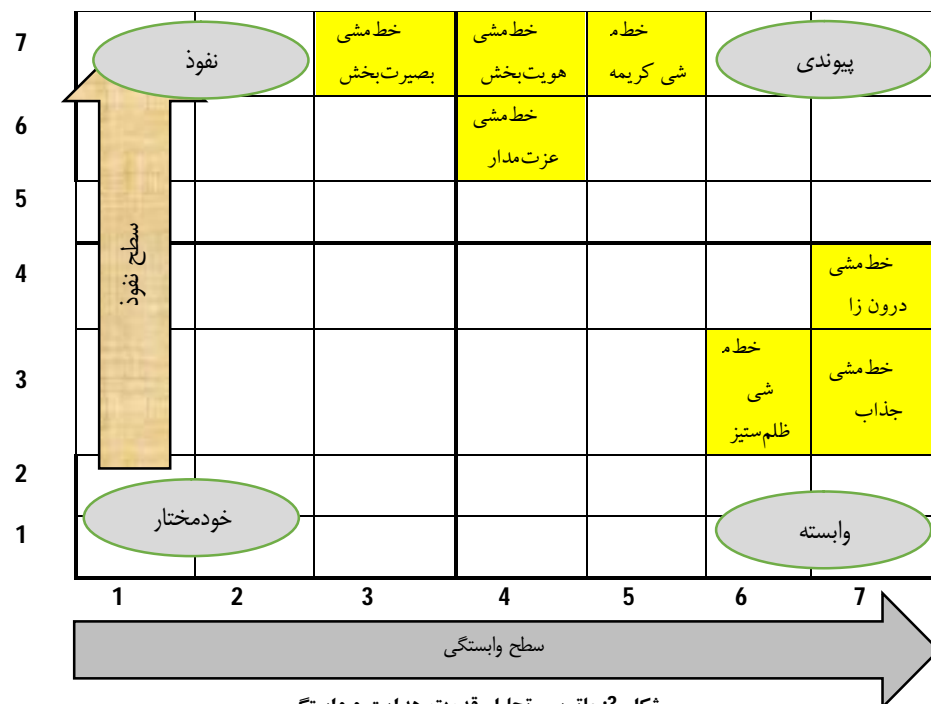 7
نفوذ
خط‌مشی
بصیرت‌بخش
خط‌مشی
هویت‌بخش
خط‌م
شی کریمه
پیوندی
6
خط‌مشی
عزت‌مدار
5
سطح نفوذ
4
خط‌مشی
درون زا
3
خط‌م
شی
ظلم‌ستیز
خط‌مشی
جذاب
2
خودمختار
وابسته
1
1 2 3 4 5 6 7
سطح وابستگی